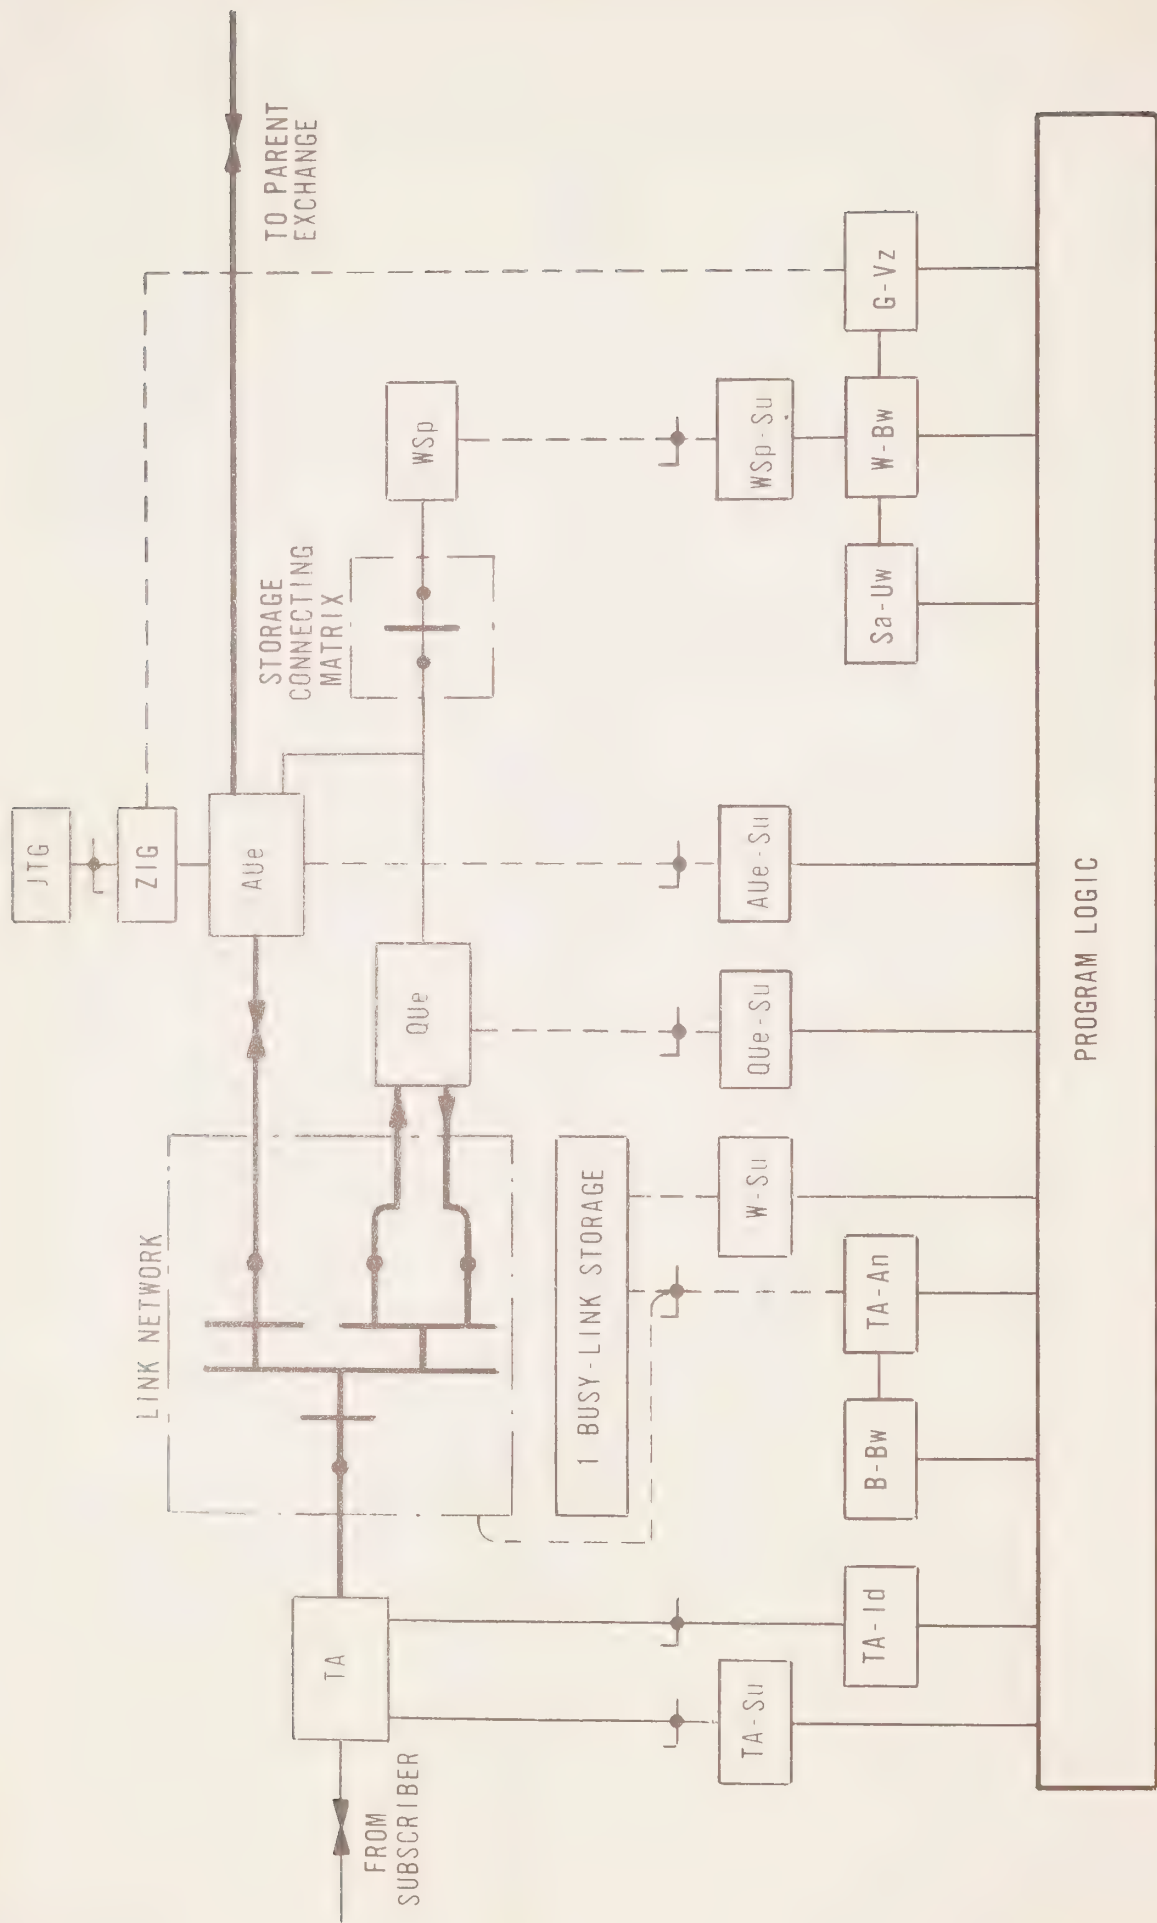 JTG
ZIG
AUe
TO PARENT
EXCHANGE
LINK NETWORK
QUe
STORAGE
CONNECTING
MATRIX
WSp
TA
FROM
SUBSCRIBER
1 BUSY-LINK STORAGE
TA-Su
W-Su
QUe-Su
AUe-Su
WSp-Su
TA-Id
B-Bw
TA-An
Sa-Uw
W-Bw
G-Vz
PROGRAM LOGIC